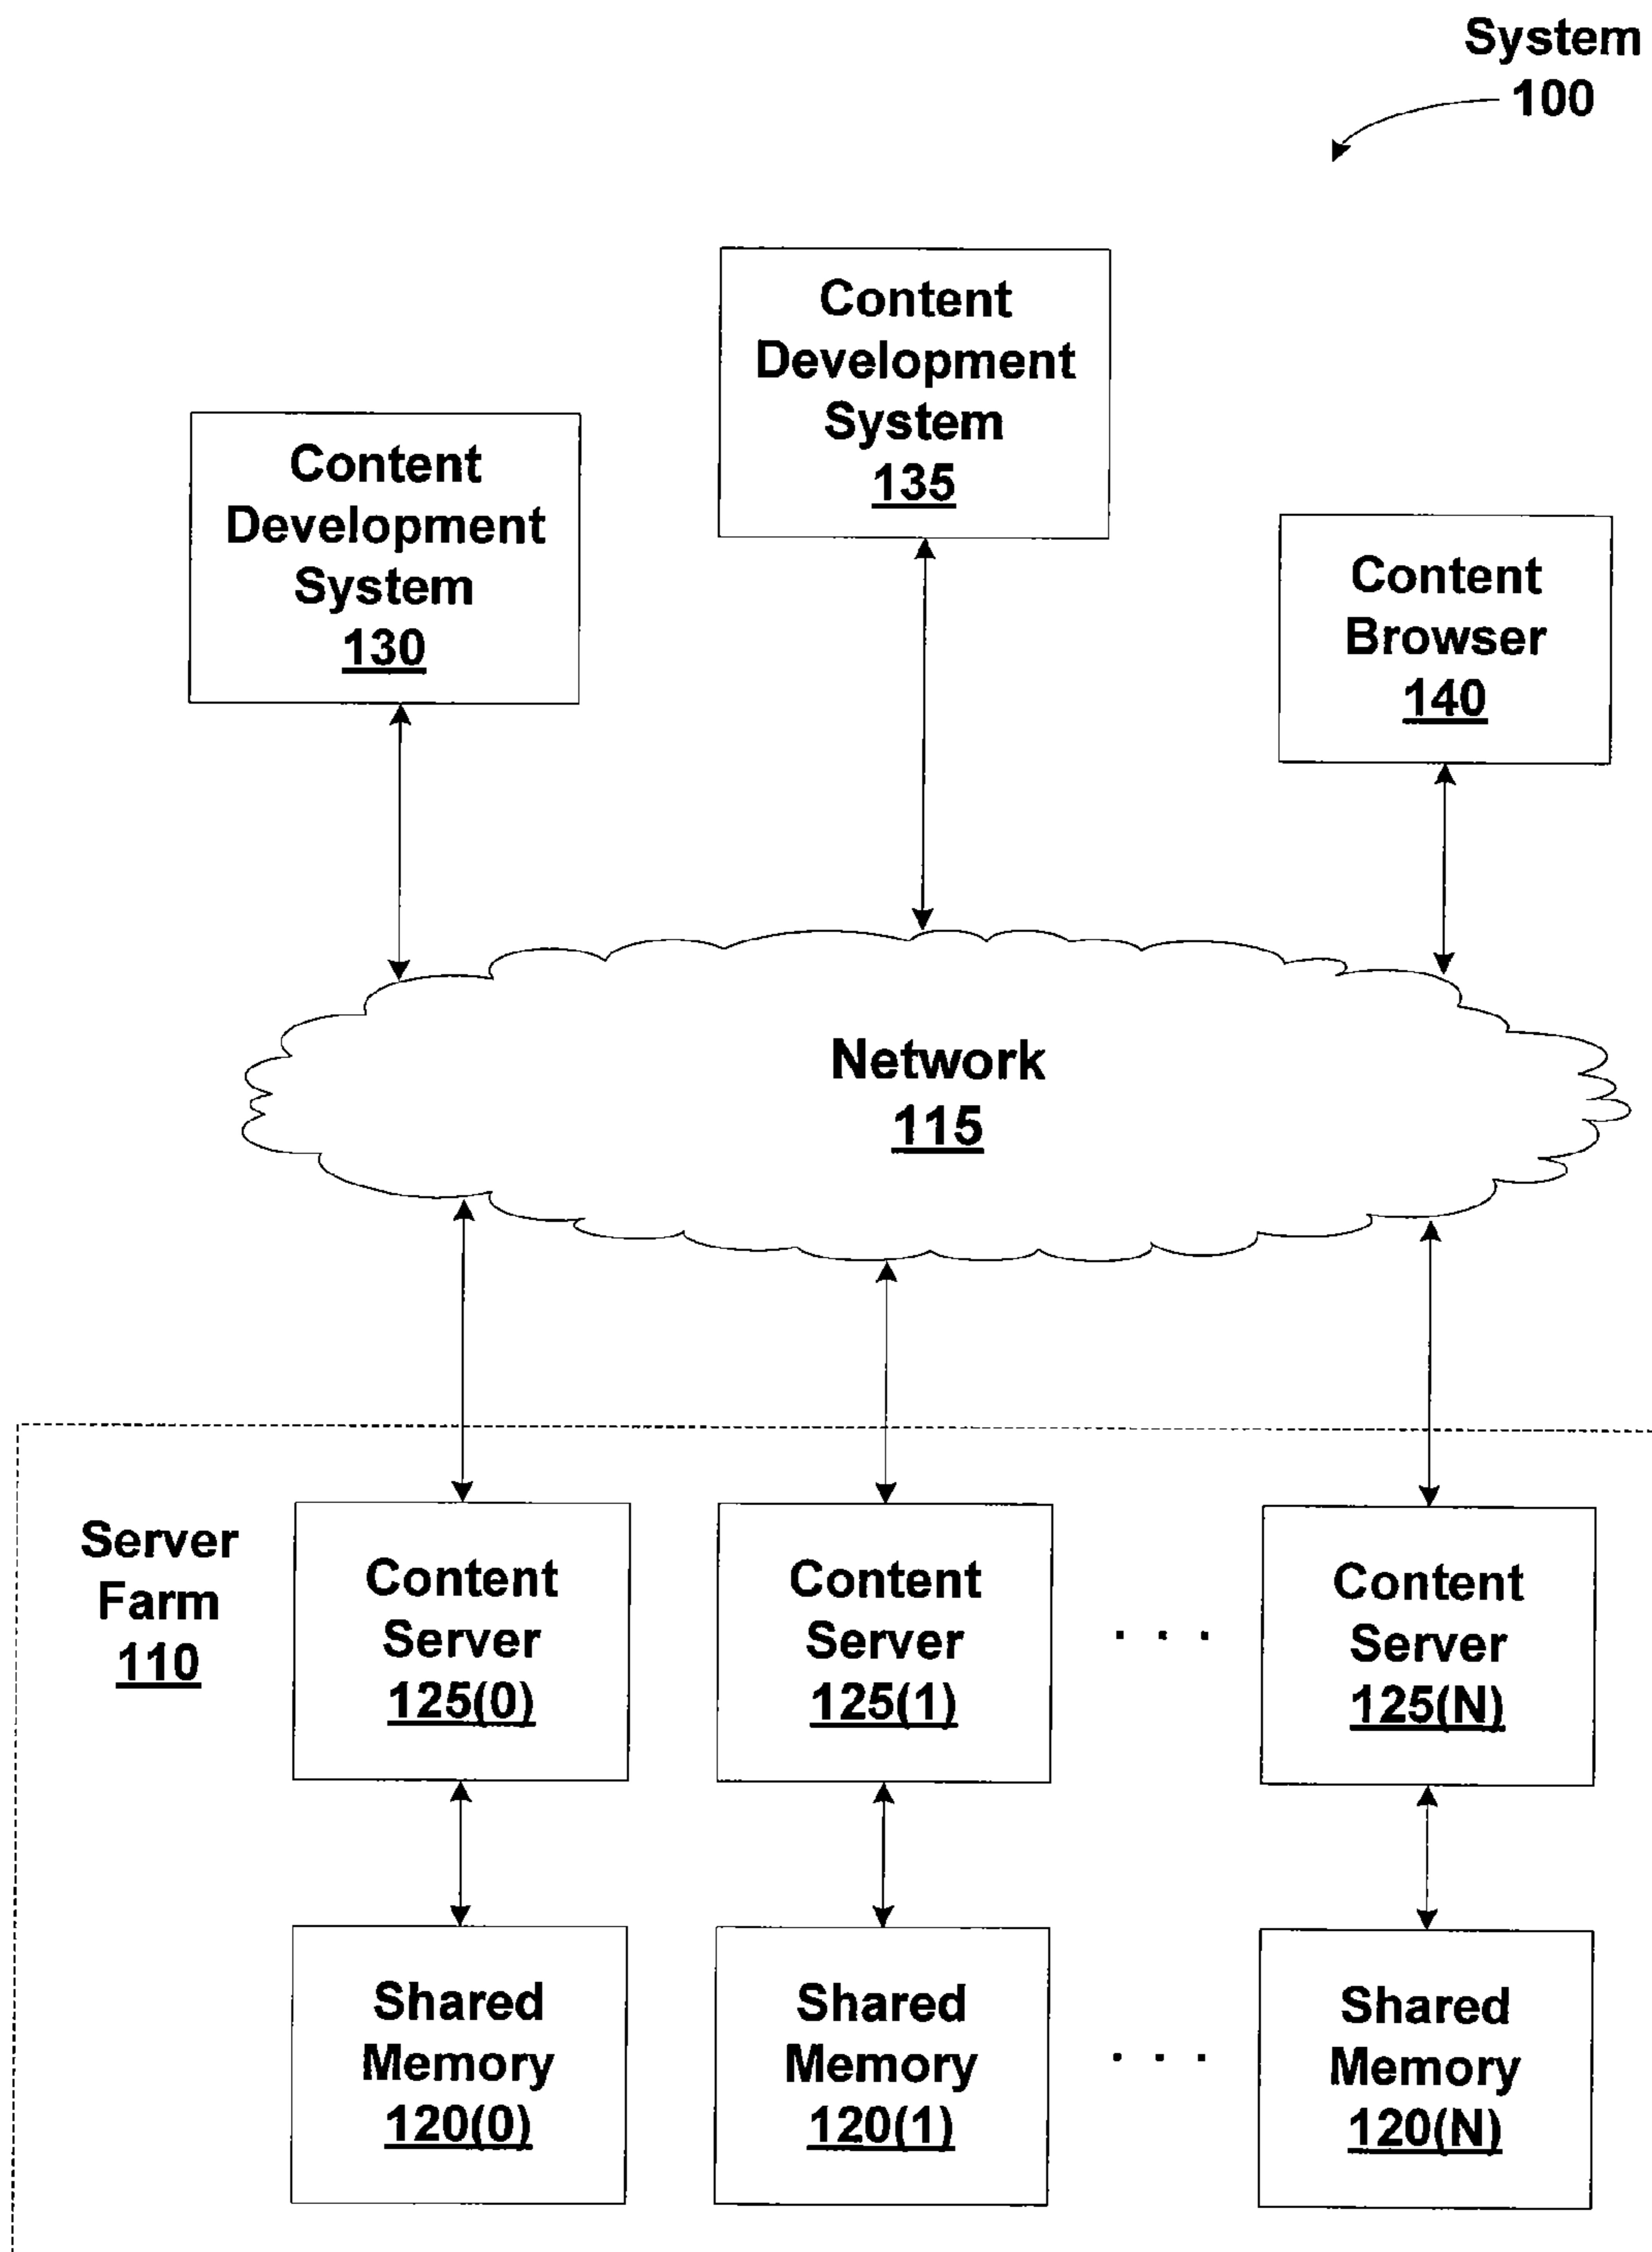 System
100
Content
Development
System
135
Content
Development
System
130
Content
Browser
140
Network
115
Server
Farm
110
Content
Server
125(0)
Content
Server
125(1)
. . .
Content
Server
125(N)
Shared
Memory
120(0)
Shared
Memory
120(1)
. . .
Shared
Memory
120(N)